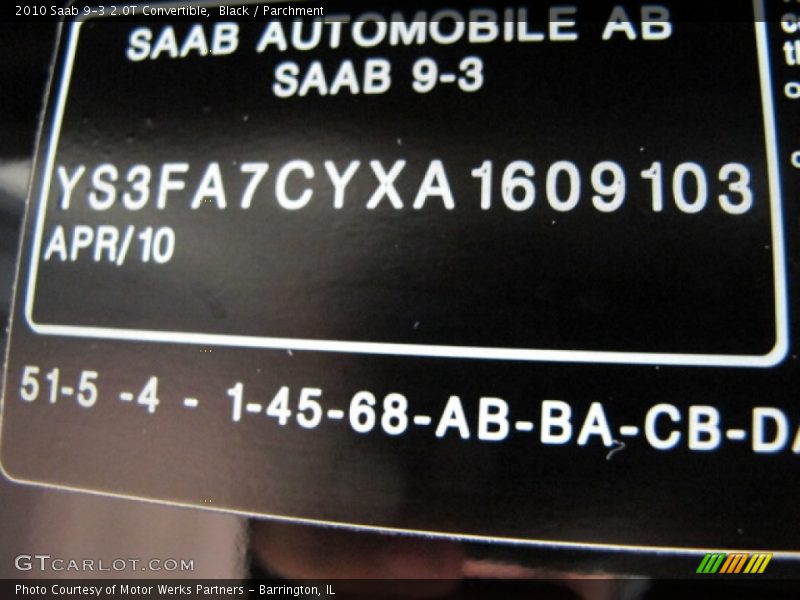 2010 Saab 9-3 2.0T Convertible, Black / Parchment
SAAB AUTOMOBILE AB
SAAB 9-3
YS3FA7CYXA1609103
APR/10
51-5 -4 - 1-45-68-AB-BA-CB-DA
GTCARLOT.COM
Photo Courtesy of Motor Werks Partners - Barrington, IL